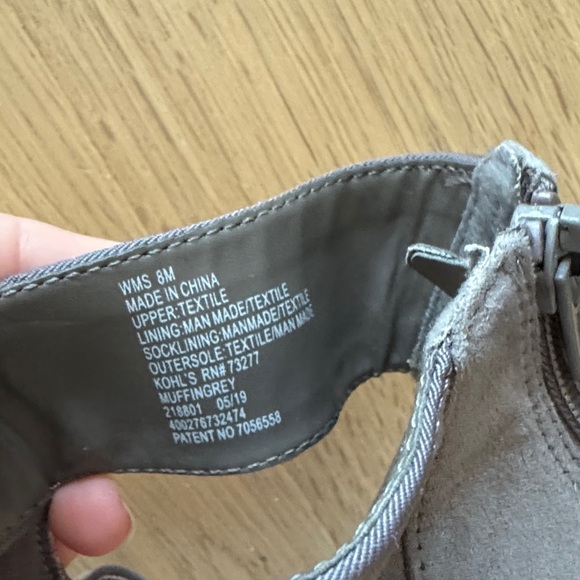 WMS 8M
MADE IN CHINA
UPPER:TEXTILE
LINING:MAN MADE/TEXTILE
SOCKLINING:MANMADE/TEXTILE
OUTERSOLE:TEXTILE/MAN MADE
KOHL'S RN# 73277
MUFFINGREY
218801 05/19
400276732474
PATENT NO 7056558